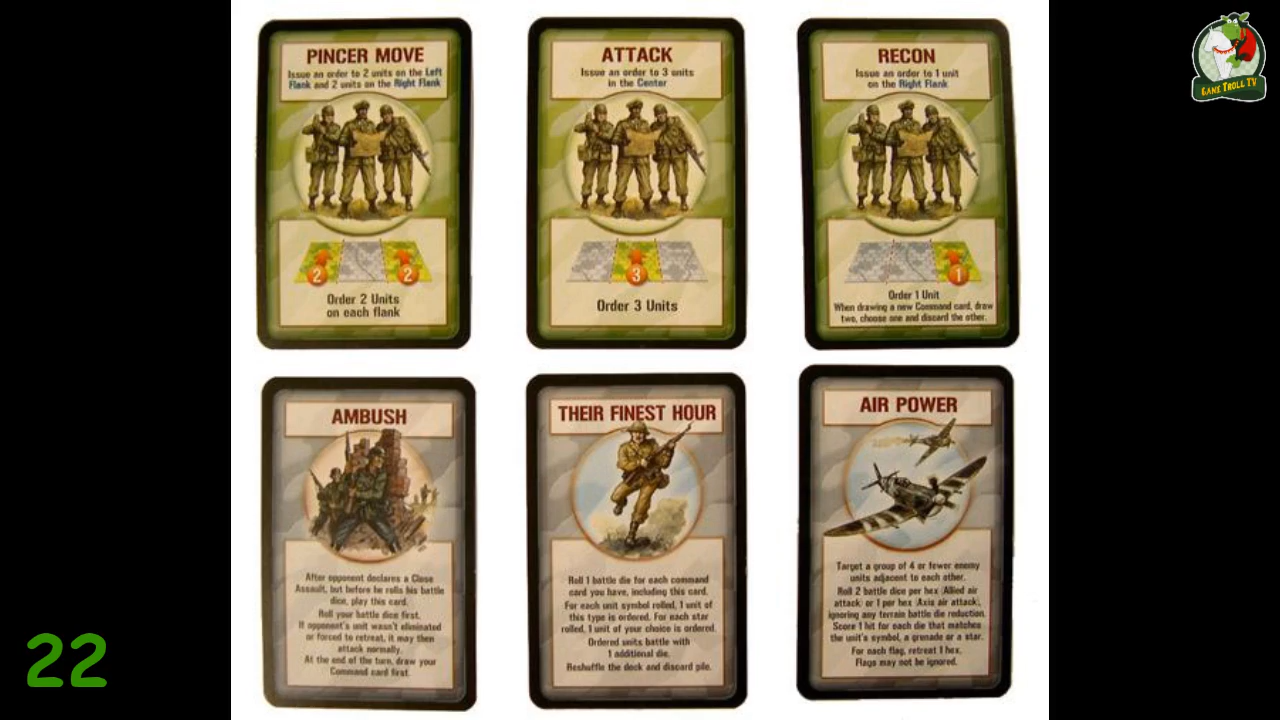 PINCER MOVE
Issue an order to 2 units on the Left
Flank and 2 units on the Right Flank
2
2
Order 2 Units
on each flank
ATTACK
Issue an order to 3 units
in the Center
3
Order 3 Units
RECON
Issue an order to 1 unit
on the Right Flank
1
Order 1 Unit
When drawing a new Command card, draw
two, choose one and discard the other.
AMBUSH
After opponent declares a Close
Assault, but before he rolls his battle
dice, play this card.
Roll your battle dice first.
If opponent's unit wasn't eliminated
or forced to retreat, it may then
attack normally.
At the end of the turn, draw your
Command card first.
THEIR FINEST HOUR
Roll 1 battle die for each command
card you have, including this card.
For each unit symbol rolled, 1 unit of
this type is ordered. For each star
rolled, 1 unit of your choice is ordered.
Ordered units battle with
1 additional die.
Reshuffle the deck and discard pile.
AIR POWER
Target a group of 4 or fewer enemy
units adjacent to each other.
Roll 2 battle dice per hex (Allied air
attack) or 1 per hex (Axis air attack),
ignoring any terrain battle die reduction.
Score 1 hit for each die that matches
the unit's symbol, a grenade or a star.
For each flag, retreat 1 hex.
Flags may not be ignored.
22
GAME TROLL TV